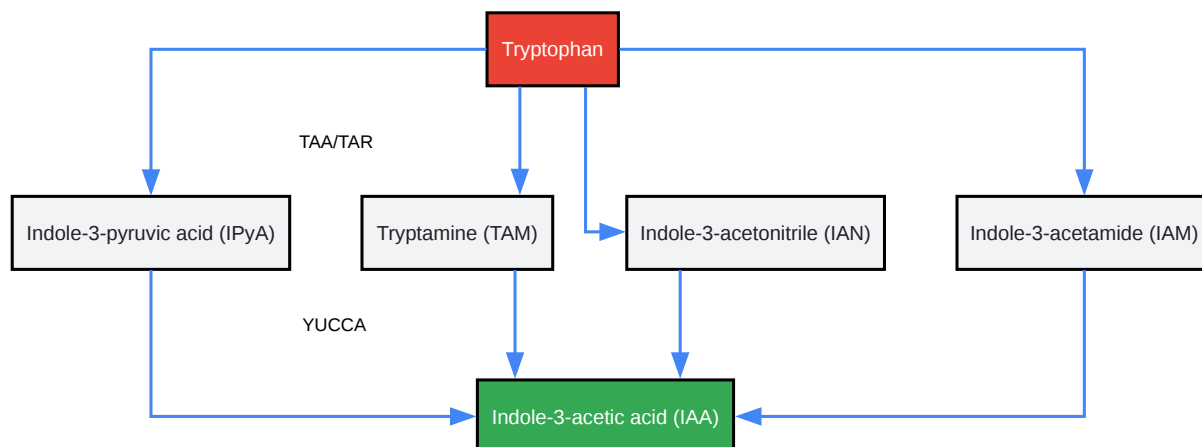 Tryptophan
TAA/TAR
Indole-3-pyruvic acid (IPyA)
Tryptamine (TAM)
Indole-3-acetonitrile (IAN)
Indole-3-acetamide (IAM)
YUCCA
Indole-3-acetic acid (IAA)